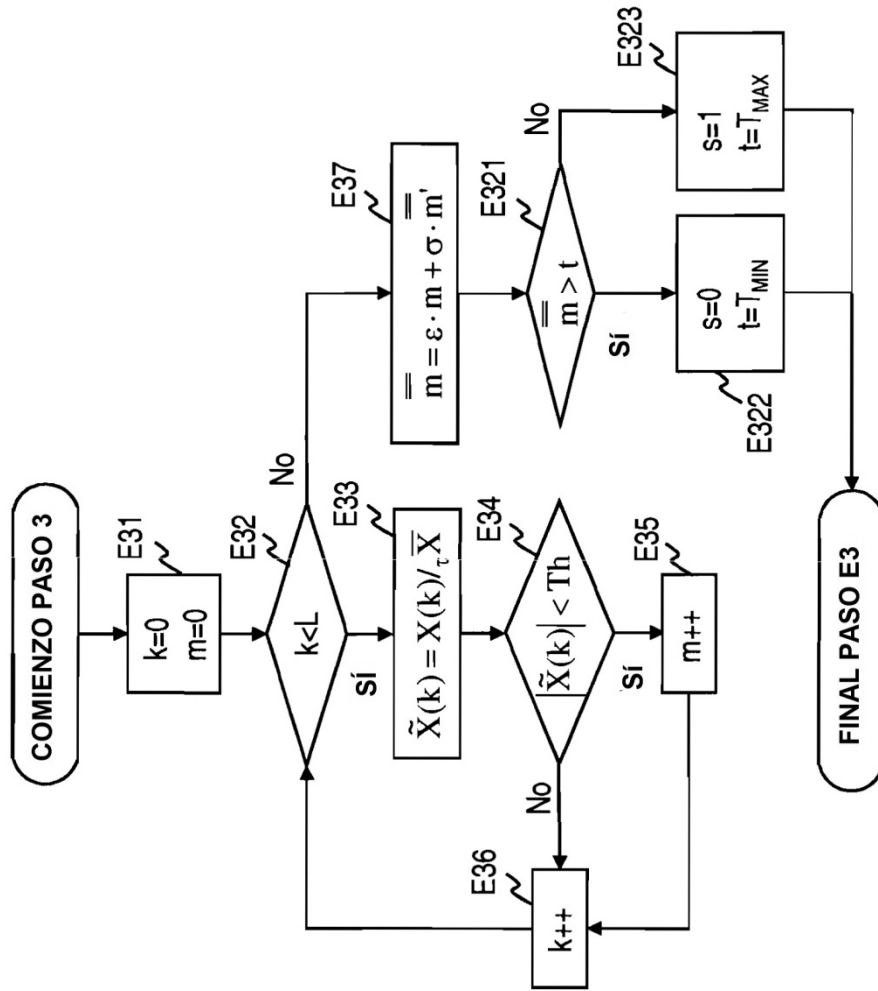 COMIENZO PASO 3
E31
k=0
m=0
E32
k<L
No
SÍ
E33
X̃(k) = X(k)/τX̄
E34
|X̃(k)| < Th
No
SÍ
E35
m++
E36
k++
E37
m̿ = ε · m + σ · m̿'
E321
m̿ > t
No
SÍ
E322
s=0
t=T_MIN
E323
s=1
t=T_MAX
FINAL PASO E3